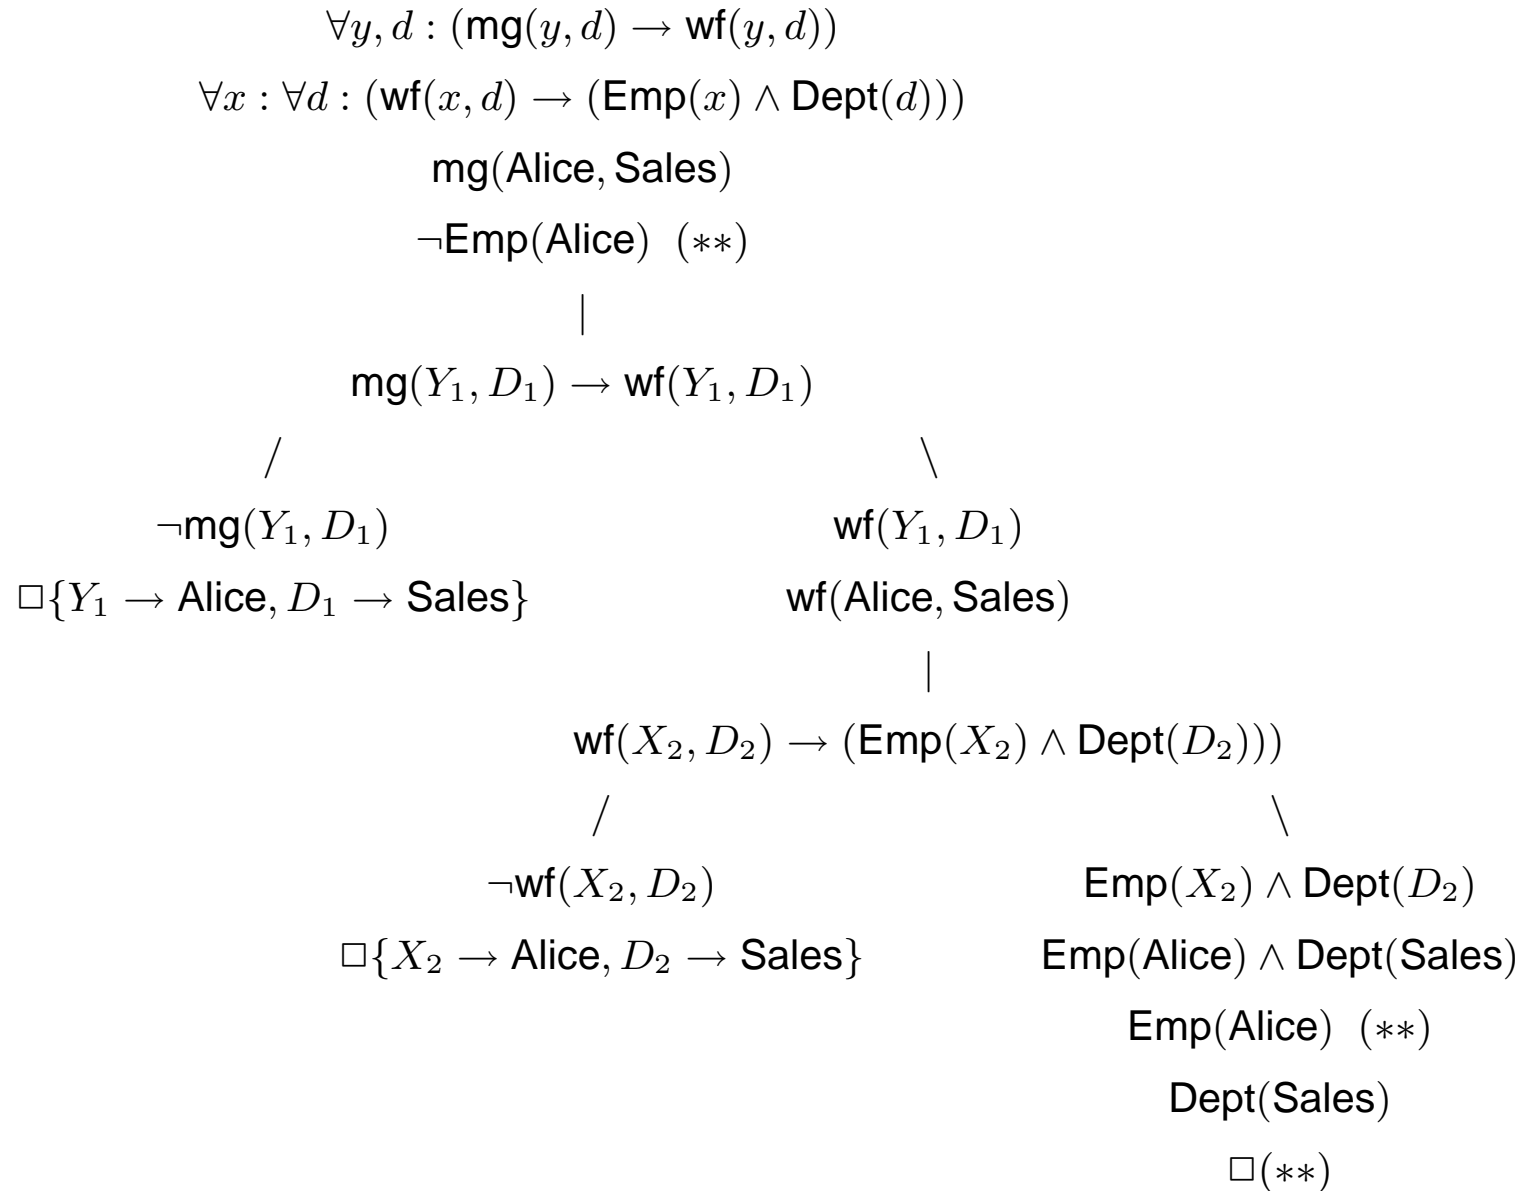 ∀y, d : (mg(y, d) → wf(y, d))
∀x : ∀d : (wf(x, d) → (Emp(x) ∧ Dept(d)))
mg(Alice, Sales)
¬Emp(Alice) (∗∗)
|
mg(Y₁, D₁) → wf(Y₁, D₁)
/ \
¬mg(Y₁, D₁) wf(Y₁, D₁)
□{Y₁ → Alice, D₁ → Sales} wf(Alice, Sales)
|
wf(X₂, D₂) → (Emp(X₂) ∧ Dept(D₂)))
/ \
¬wf(X₂, D₂) Emp(X₂) ∧ Dept(D₂)
□{X₂ → Alice, D₂ → Sales} Emp(Alice) ∧ Dept(Sales)
Emp(Alice) (∗∗)
Dept(Sales)
□(∗∗)